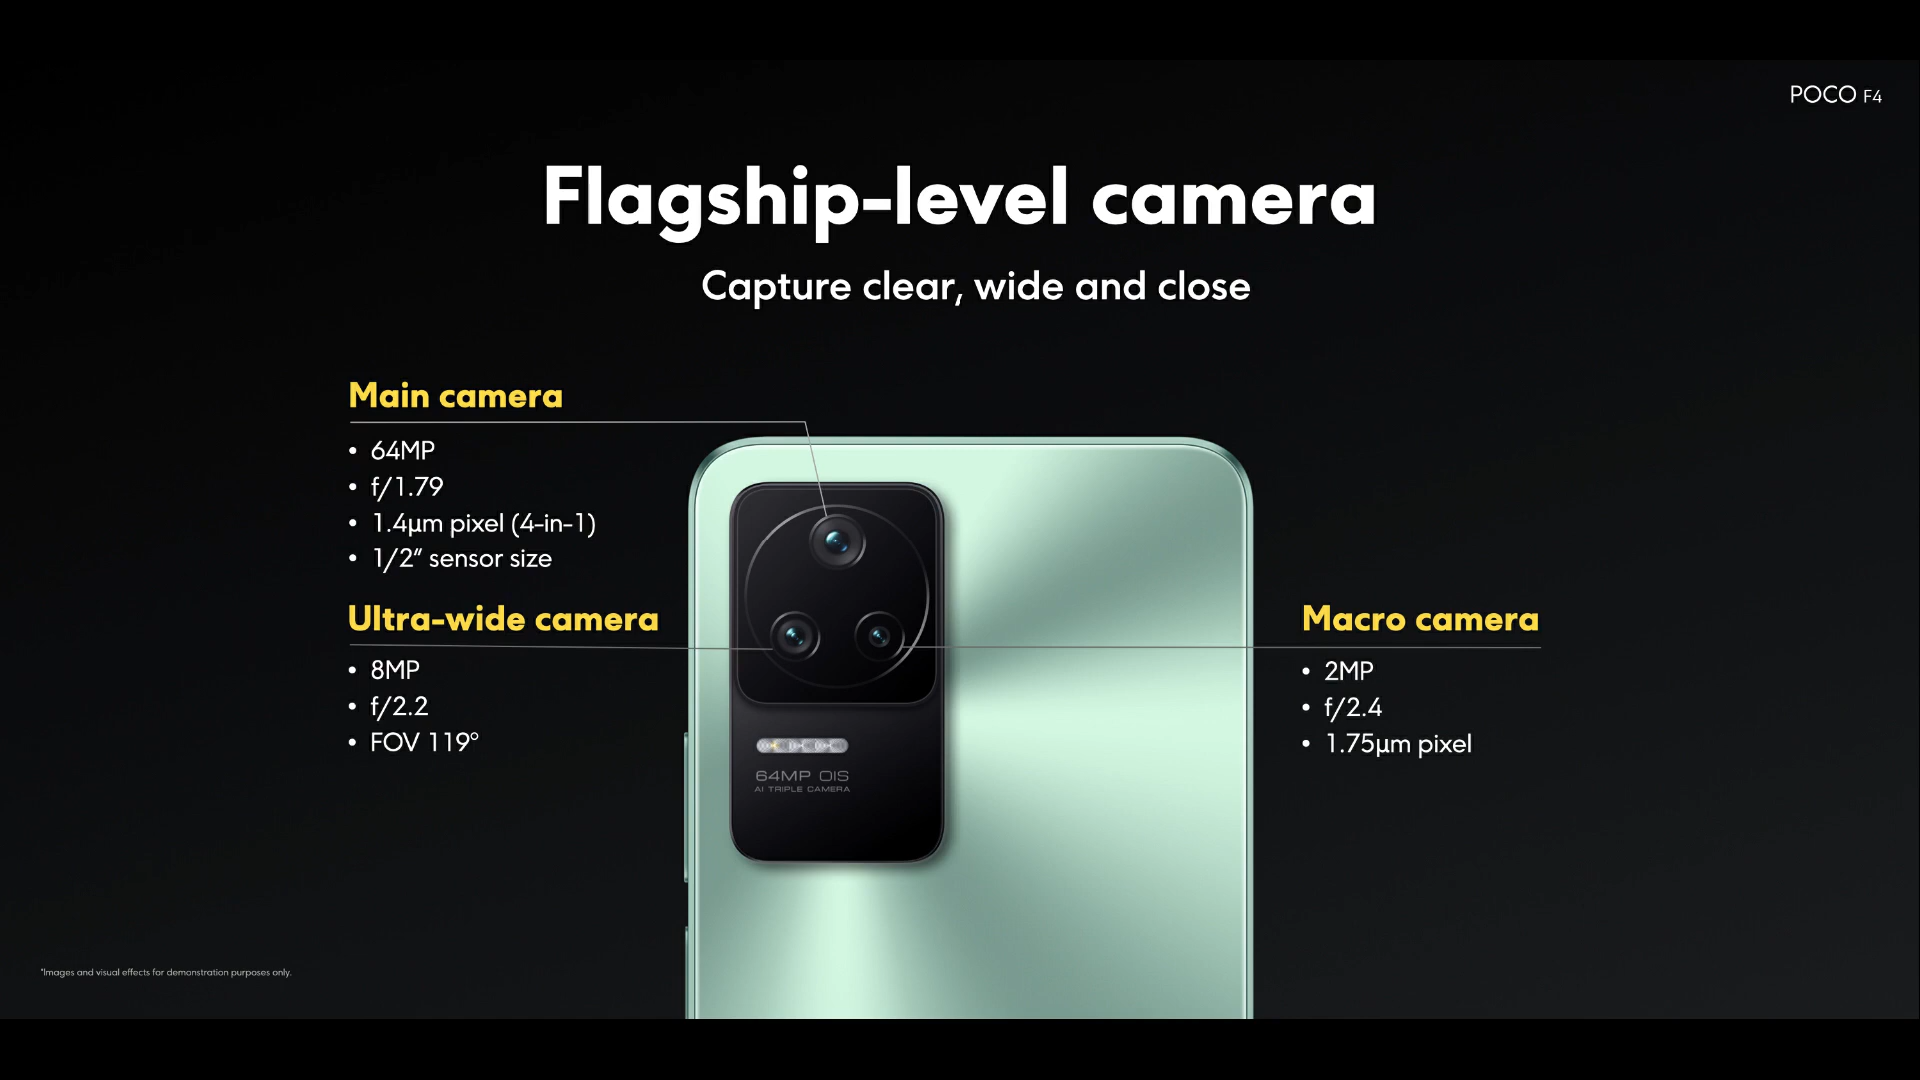 POCO F4
Flagship-level camera
Capture clear, wide and close
Main camera
• 64MP
• f/1.79
• 1.4µm pixel (4-in-1)
• 1/2” sensor size
Ultra-wide camera
• 8MP
• f/2.2
• FOV 119°
Macro camera
• 2MP
• f/2.4
• 1.75µm pixel
64MP OIS
AI TRIPLE CAMERA
*Images and visual effects for demonstration purposes only.